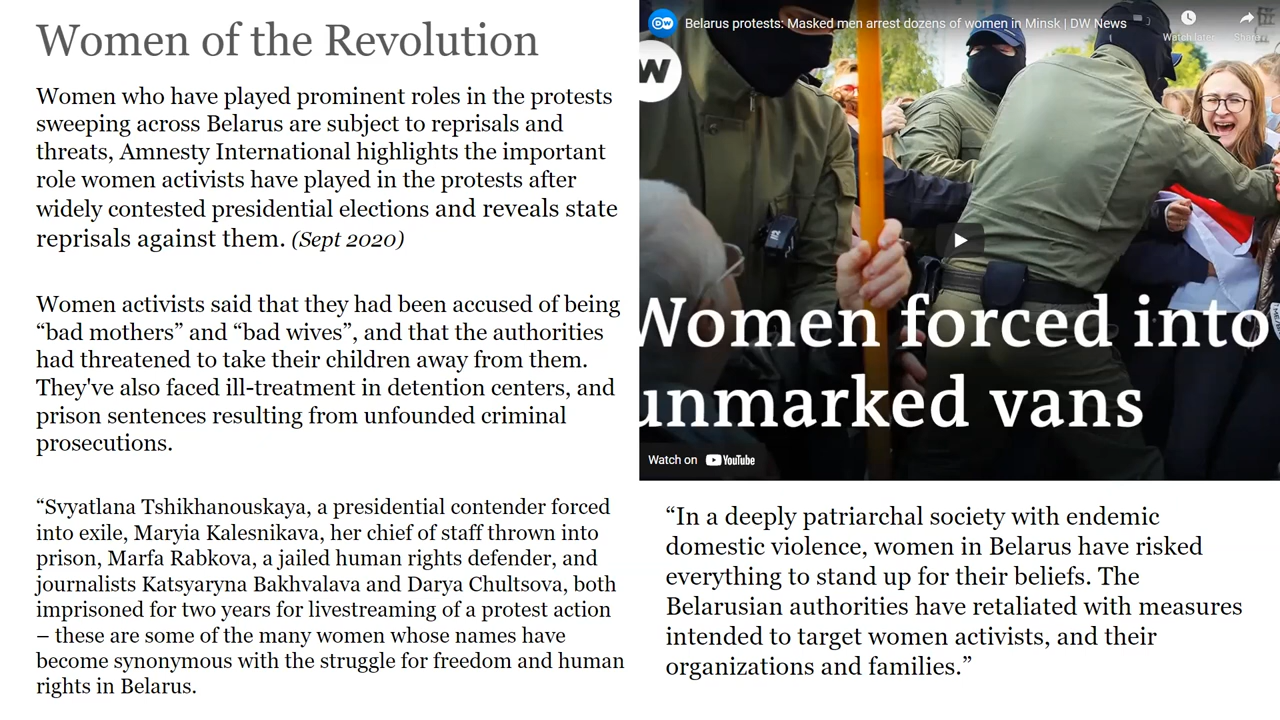 Women of the Revolution
Women who have played prominent roles in the protests
sweeping across Belarus are subject to reprisals and
threats, Amnesty International highlights the important
role women activists have played in the protests after
widely contested presidential elections and reveals state
reprisals against them. (Sept 2020)
Women activists said that they had been accused of being
“bad mothers” and “bad wives”, and that the authorities
had threatened to take their children away from them.
They've also faced ill-treatment in detention centers, and
prison sentences resulting from unfounded criminal
prosecutions.
“Svyatlana Tshikhanouskaya, a presidential contender forced
into exile, Maryia Kalesnikava, her chief of staff thrown into
prison, Marfa Rabkova, a jailed human rights defender, and
journalists Katsyaryna Bakhvalava and Darya Chultsova, both
imprisoned for two years for livestreaming of a protest action
– these are some of the many women whose names have
become synonymous with the struggle for freedom and human
rights in Belarus.
DW Belarus protests: Masked men arrest dozens of women in Minsk | DW News
Watch later Share
W
Women forced into
unmarked vans
Watch on YouTube
“In a deeply patriarchal society with endemic
domestic violence, women in Belarus have risked
everything to stand up for their beliefs. The
Belarusian authorities have retaliated with measures
intended to target women activists, and their
organizations and families.”